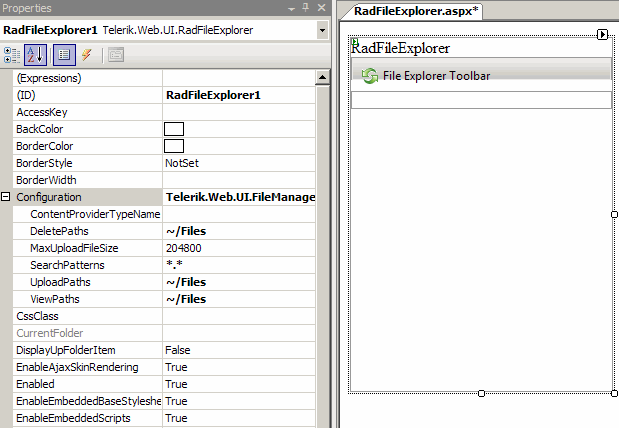 Properties
RadFileExplorer1 Telerik.Web.UI.RadFileExplorer
(Expressions)
(ID) RadFileExplorer1
AccessKey
BackColor
BorderColor
BorderStyle NotSet
BorderWidth
Configuration Telerik.Web.UI.FileManage
ContentProviderTypeName
DeletePaths ~/Files
MaxUploadFileSize 204800
SearchPatterns *.*
UploadPaths ~/Files
ViewPaths ~/Files
CssClass
CurrentFolder
DisplayUpFolderItem False
EnableAjaxSkinRendering True
Enabled True
EnableEmbeddedBaseStyleshe True
EnableEmbeddedScripts True
RadFileExplorer.aspx*
RadFileExplorer
File Explorer Toolbar